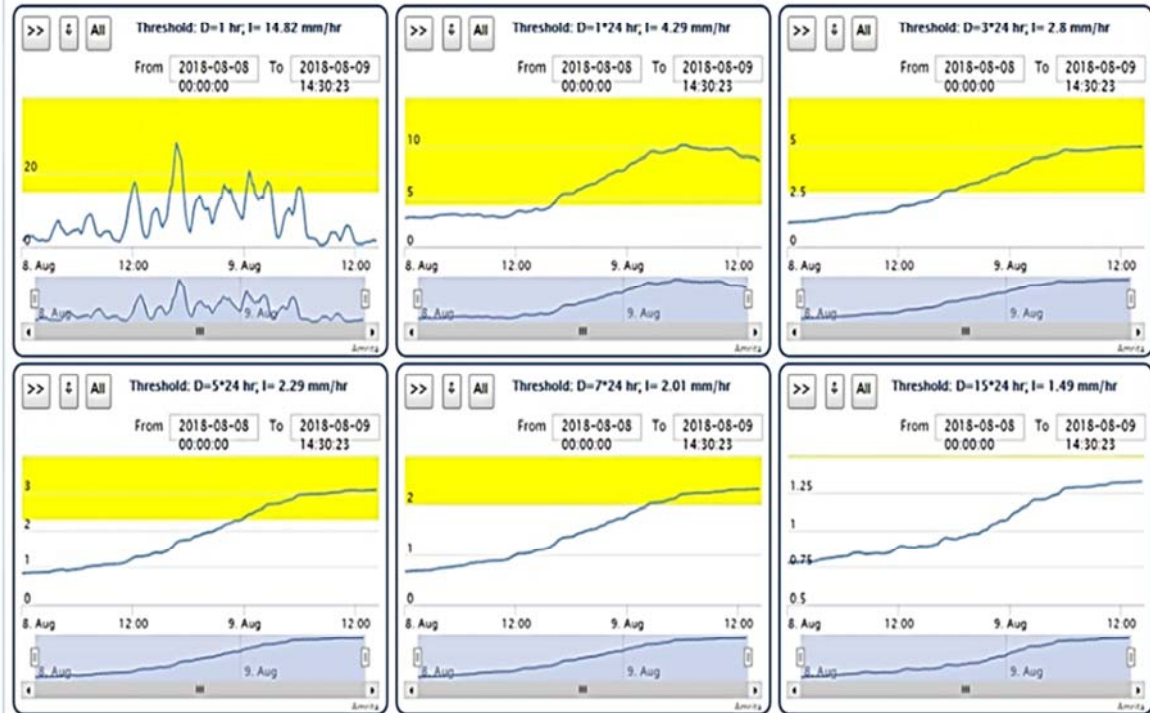 >> ⇩ All Threshold: D=1 hr; I= 14.82 mm/hr
From 2018-08-08 00:00:00 To 2018-08-09 14:30:23
20
0
8. Aug 12:00 9. Aug 12:00
8. Aug 9. Aug
Amrita
>> ⇩ All Threshold: D=1*24 hr; I= 4.29 mm/hr
From 2018-08-08 00:00:00 To 2018-08-09 14:30:23
10
5
0
8. Aug 12:00 9. Aug 12:00
8. Aug 9. Aug
Amrita
>> ⇩ All Threshold: D=3*24 hr; I= 2.8 mm/hr
From 2018-08-08 00:00:00 To 2018-08-09 14:30:23
5
2.5
0
8. Aug 12:00 9. Aug 12:00
8. Aug 9. Aug
Amrita
>> ⇩ All Threshold: D=5*24 hr; I= 2.29 mm/hr
From 2018-08-08 00:00:00 To 2018-08-09 14:30:23
3
2
1
0
8. Aug 12:00 9. Aug 12:00
8. Aug 9. Aug
Amrita
>> ⇩ All Threshold: D=7*24 hr; I= 2.01 mm/hr
From 2018-08-08 00:00:00 To 2018-08-09 14:30:23
2
1
0
8. Aug 12:00 9. Aug 12:00
8. Aug 9. Aug
Amrita
>> ⇩ All Threshold: D=15*24 hr; I= 1.49 mm/hr
From 2018-08-08 00:00:00 To 2018-08-09 14:30:23
1.25
1
0.75
0.5
8. Aug 12:00 9. Aug 12:00
8. Aug 9. Aug
Amrita